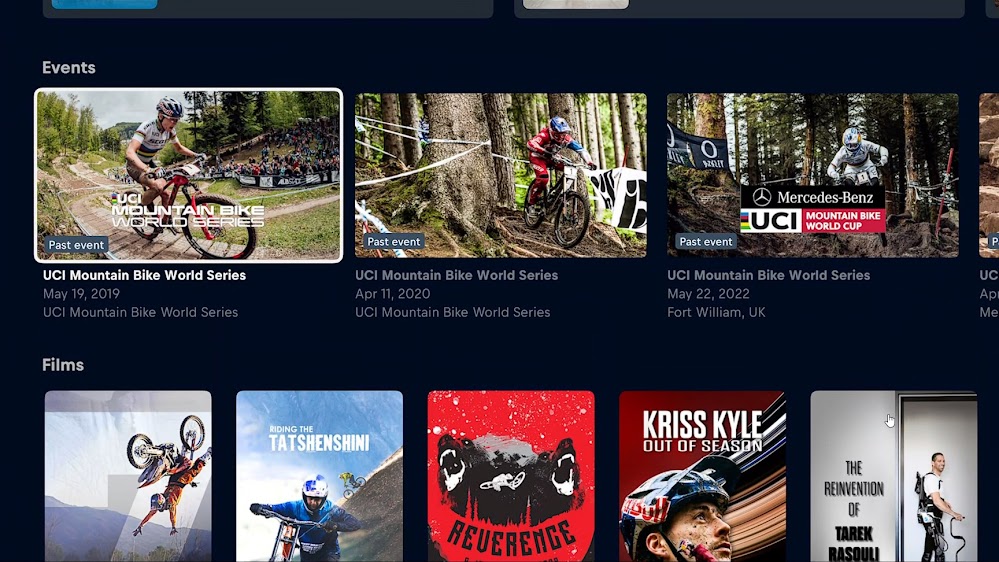 Events
UCI
MOUNTAIN BIKE
WORLD SERIES
Past event
UCI Mountain Bike World Series
May 19, 2019
UCI Mountain Bike World Series
Past event
UCI Mountain Bike World Series
Apr 11, 2020
UCI Mountain Bike World Series
OAKLEY
Mercedes-Benz
UCI MOUNTAIN BIKE
WORLD CUP
Past event
UCI Mountain Bike World Series
May 22, 2022
Fort William, UK
Films
RIDING THE
TATSHENSHINI
REVERENCE
KRISS KYLE
OUT OF SEASON
Red Bull
THE
REINVENTION
OF
TAREK
RASOULI